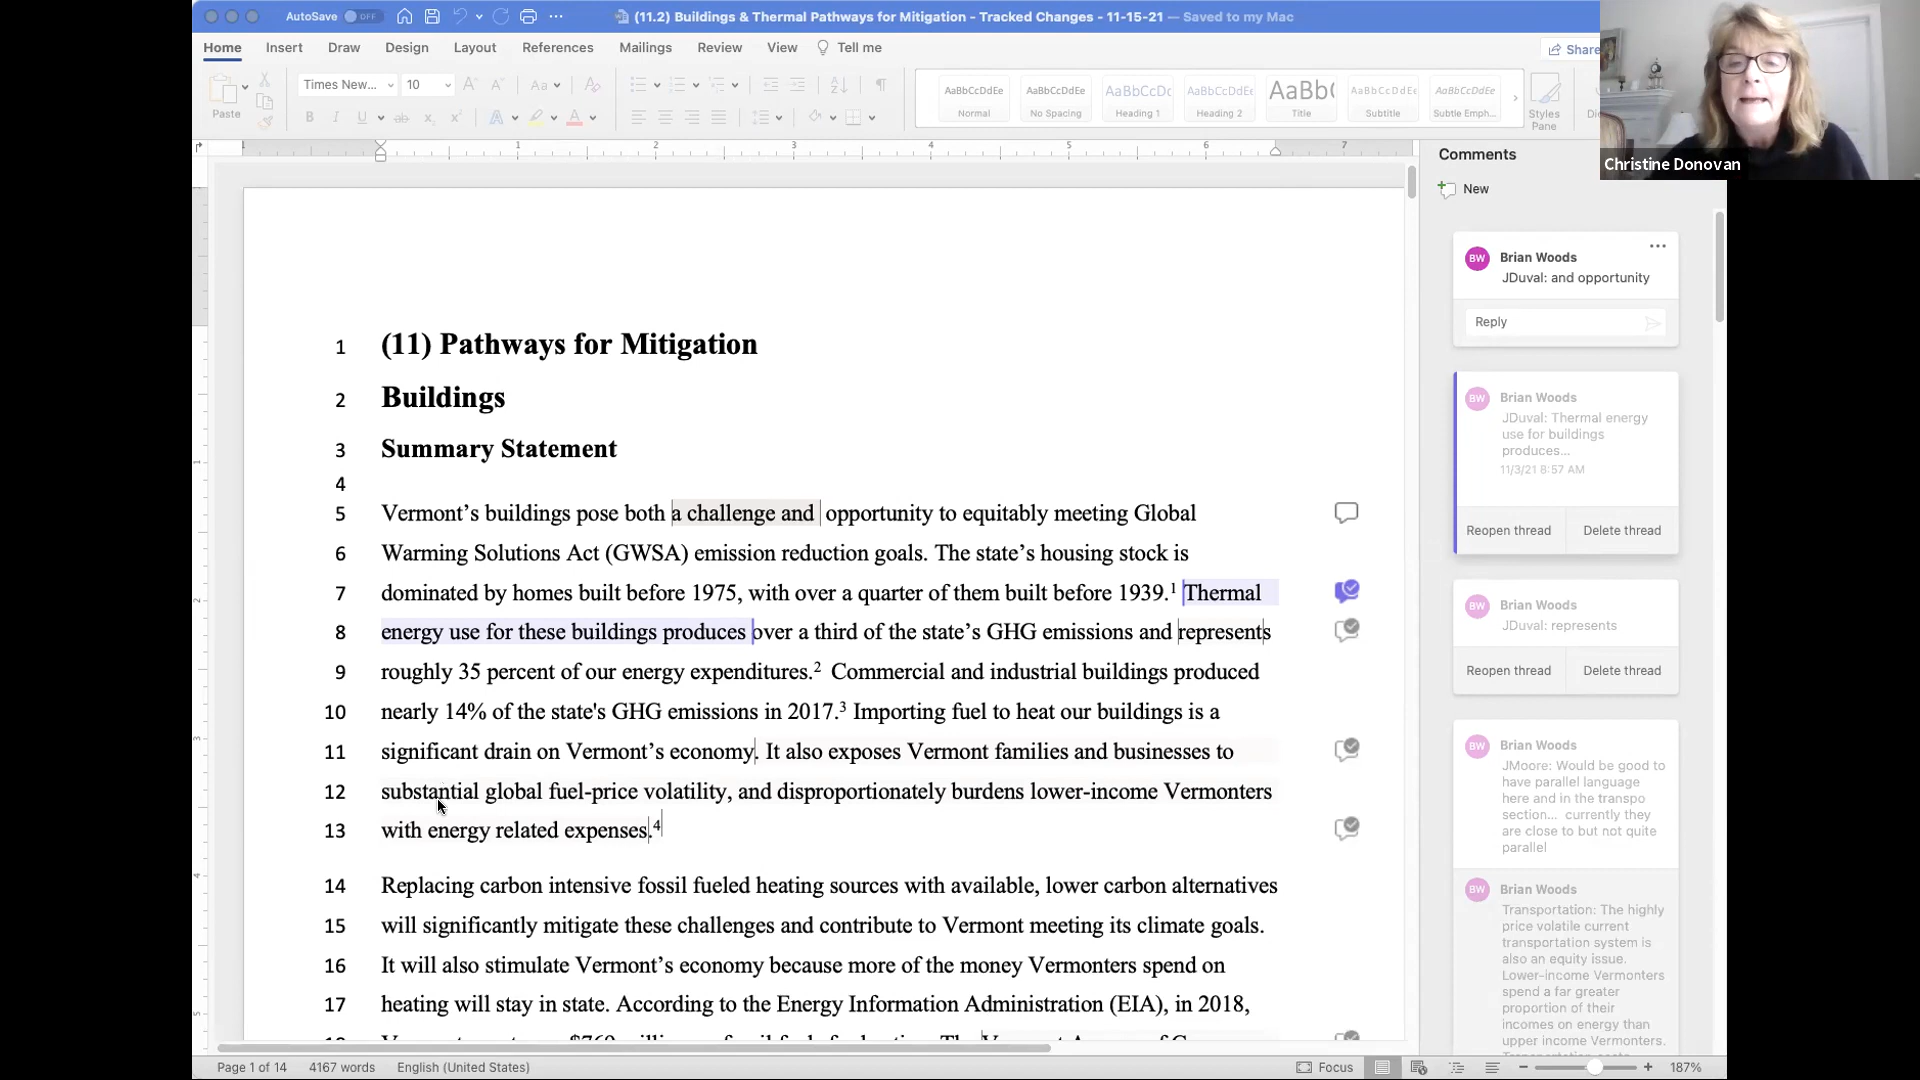 AutoSave OFF
(11.2) Buildings & Thermal Pathways for Mitigation - Tracked Changes - 11-15-21 — Saved to my Mac
Home Insert Draw Design Layout References Mailings Review View Tell me
Share
Paste
Times New... 10
AaBbCcDdEe AaBbCcDdEe AaBbCcDc AaBbCcDdEe AaBb( AaBbCcDdEe AaBbCcDdEe
Normal No Spacing Heading 1 Heading 2 Title Subtitle Subtle Emph...
Styles
Pane
Christine Donovan
1 1 2 3 4 5 6 7
Comments
New
1 (11) Pathways for Mitigation
2 Buildings
3 Summary Statement
4
5 Vermont’s buildings pose both a challenge and opportunity to equitably meeting Global
6 Warming Solutions Act (GWSA) emission reduction goals. The state’s housing stock is
7 dominated by homes built before 1975, with over a quarter of them built before 1939.¹ Thermal
8 energy use for these buildings produces over a third of the state’s GHG emissions and represents
9 roughly 35 percent of our energy expenditures.² Commercial and industrial buildings produced
10 nearly 14% of the state's GHG emissions in 2017.³ Importing fuel to heat our buildings is a
11 significant drain on Vermont’s economy. It also exposes Vermont families and businesses to
12 substantial global fuel-price volatility, and disproportionately burdens lower-income Vermonters
13 with energy related expenses.⁴
14 Replacing carbon intensive fossil fueled heating sources with available, lower carbon alternatives
15 will significantly mitigate these challenges and contribute to Vermont meeting its climate goals.
16 It will also stimulate Vermont’s economy because more of the money Vermonters spend on
17 heating will stay in state. According to the Energy Information Administration (EIA), in 2018,
Brian Woods
JDuval: and opportunity
Reply
Brian Woods
JDuval: Thermal energy
use for buildings
produces...
11/3/21 8:57 AM
Reopen thread Delete thread
Brian Woods
JDuval: represents
Reopen thread Delete thread
Brian Woods
JMoore: Would be good to
have parallel language
here and in the transpo
section... currently they
are close to but not quite
parallel
Brian Woods
Transportation: The highly
price volatile current
transportation system is
also an equity issue.
Lower-income Vermonters
spend a far greater
proportion of their
incomes on energy than
upper income Vermonters.
Page 1 of 14 4167 words English (United States)
Focus 187%